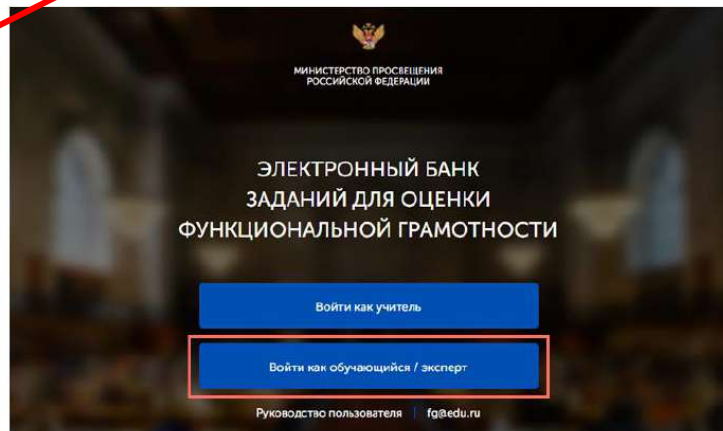 МИНИСТЕРСТВО ПРОСВЕЩЕНИЯ
РОССИЙСКОЙ ФЕДЕРАЦИИ
ЭЛЕКТРОННЫЙ БАНК
ЗАДАНИЙ ДЛЯ ОЦЕНКИ
ФУНКЦИОНАЛЬНОЙ ГРАМОТНОСТИ
Войти как учитель
Войти как обучающийся / эксперт
Руководство пользователя | fg@edu.ru